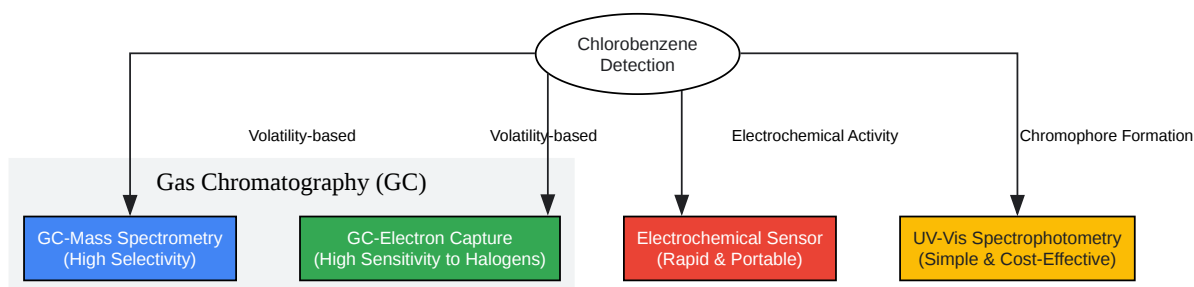 Chlorobenzene
Detection
Volatility-based
Volatility-based
Electrochemical Activity
Chromophore Formation
Gas Chromatography (GC)
GC-Mass Spectrometry
(High Selectivity)
GC-Electron Capture
(High Sensitivity to Halogens)
Electrochemical Sensor
(Rapid & Portable)
UV-Vis Spectrophotometry
(Simple & Cost-Effective)